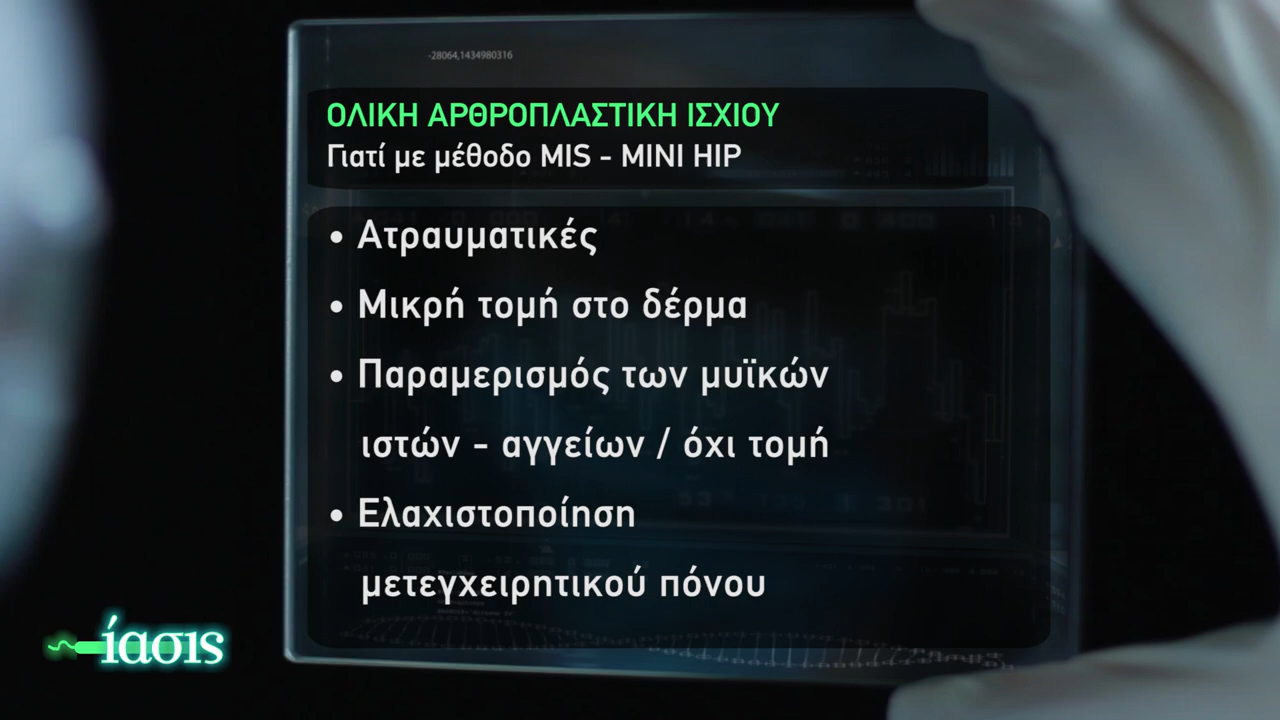 -28064,1434980316
ΟΛΙΚΗ ΑΡΘΡΟΠΛΑΣΤΙΚΗ ΙΣΧΙΟΥ
Γιατί με μέθοδο MIS - MINI HIP
• Ατραυματικές
• Μικρή τομή στο δέρμα
• Παραμερισμός των μυϊκών
ιστών - αγγείων / όχι τομή
• Ελαχιστοποίηση
μετεγχειρητικού πόνου
ίασις